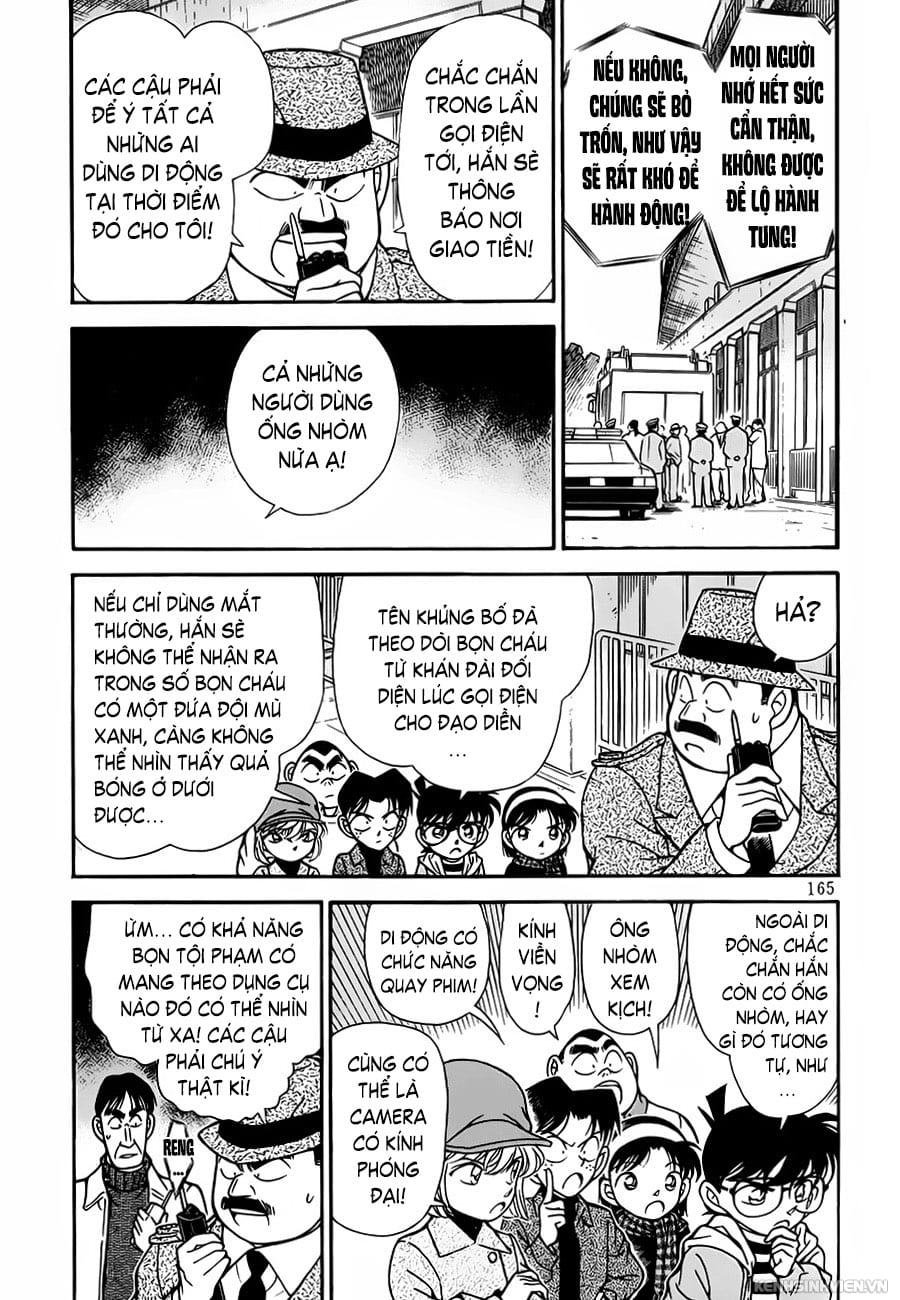 MỌI NGƯỜI
NHỚ HẾT SỨC
CẨN THẬN,
KHÔNG ĐƯỢC
ĐỂ LỘ HÀNH
TUNG!
NẾU KHÔNG,
CHÚNG SẼ BỎ
TRỐN, NHƯ VẬY
SẼ RẤT KHÓ ĐỂ
HÀNH ĐỘNG!
CHẮC CHẮN
TRONG LẦN
GỌI ĐIỆN
TỚI, HẮN SẼ
THÔNG
BÁO NƠI
GIAO TIỀN!
CÁC CẬU PHẢI
ĐỂ Ý TẤT CẢ
NHỮNG AI
DÙNG DI ĐỘNG
TẠI THỜI ĐIỂM
ĐÓ CHO TÔI!
CẢ NHỮNG
NGƯỜI DÙNG
ỐNG NHÒM
NỮA Ạ!
HẢ?
TÊN KHỦNG BỐ ĐÃ
THEO DÕI BỌN CHÁU
TỪ KHÁN ĐÀI ĐỐI
DIỆN LÚC GỌI ĐIỆN
CHO ĐẠO DIỄN
...
NẾU CHỈ DÙNG MẮT
THƯỜNG, HẮN SẼ
KHÔNG THỂ NHẬN RA
TRONG SỐ BỌN CHÁU
CÓ MỘT ĐỨA ĐỘI MŨ
XANH, CÀNG KHÔNG
THỂ NHÌN THẤY QUẢ
BÓNG Ở DƯỚI
ĐƯỢC...
165
NGOÀI DI
ĐỘNG, CHẮC
CHẮN HẮN
CÒN CÓ ỐNG
NHÒM, HAY
GÌ ĐÓ TƯƠNG
TỰ, NHƯ
...
ỐNG
NHÒM
XEM
KỊCH!
KÍNH
VIỄN
VỌNG
!
DI ĐỘNG CÓ
CHỨC NĂNG
QUAY PHIM!
CŨNG CÓ
THỂ LÀ
CAMERA
CÓ KÍNH
PHÓNG
ĐẠI!
ỪM... CÓ KHẢ NĂNG
BỌN TỘI PHẠM CÓ
MANG THEO DỤNG CỤ
NÀO ĐÓ CÓ THỂ NHÌN
TỪ XA! CÁC CẬU
PHẢI CHÚ Ý
THẬT KĨ!
RENG
...
KENHSINHVIEN.VN